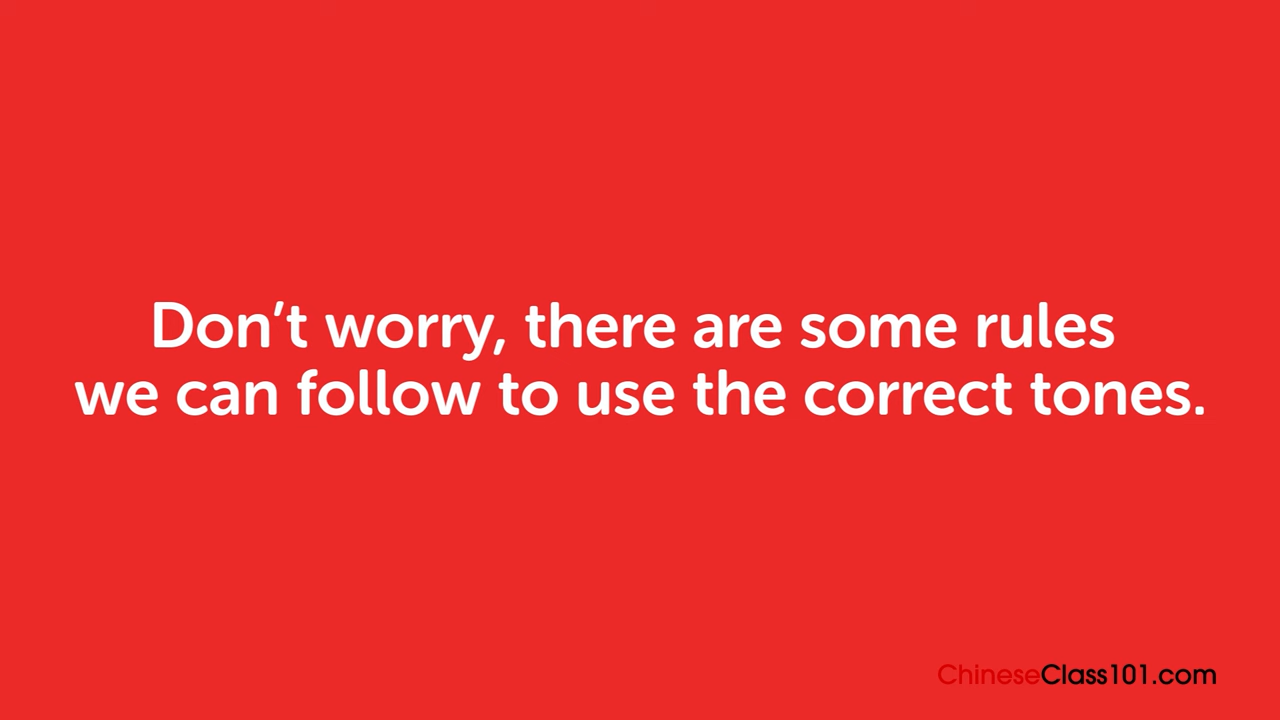 Don’t worry, there are some rules
we can follow to use the correct tones.
ChineseClass101.com